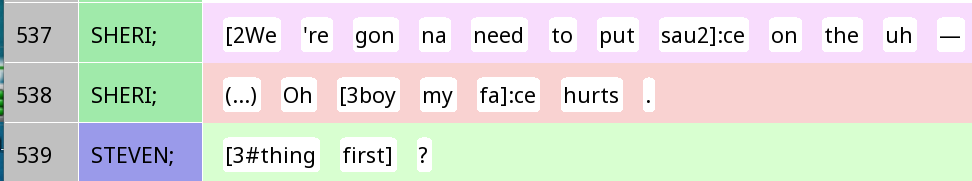 537 SHERI; [2We 're gon na need to put sau2]:ce on the uh —
538 SHERI; (...) Oh [3boy my fa]:ce hurts .
539 STEVEN; [3#thing first] ?